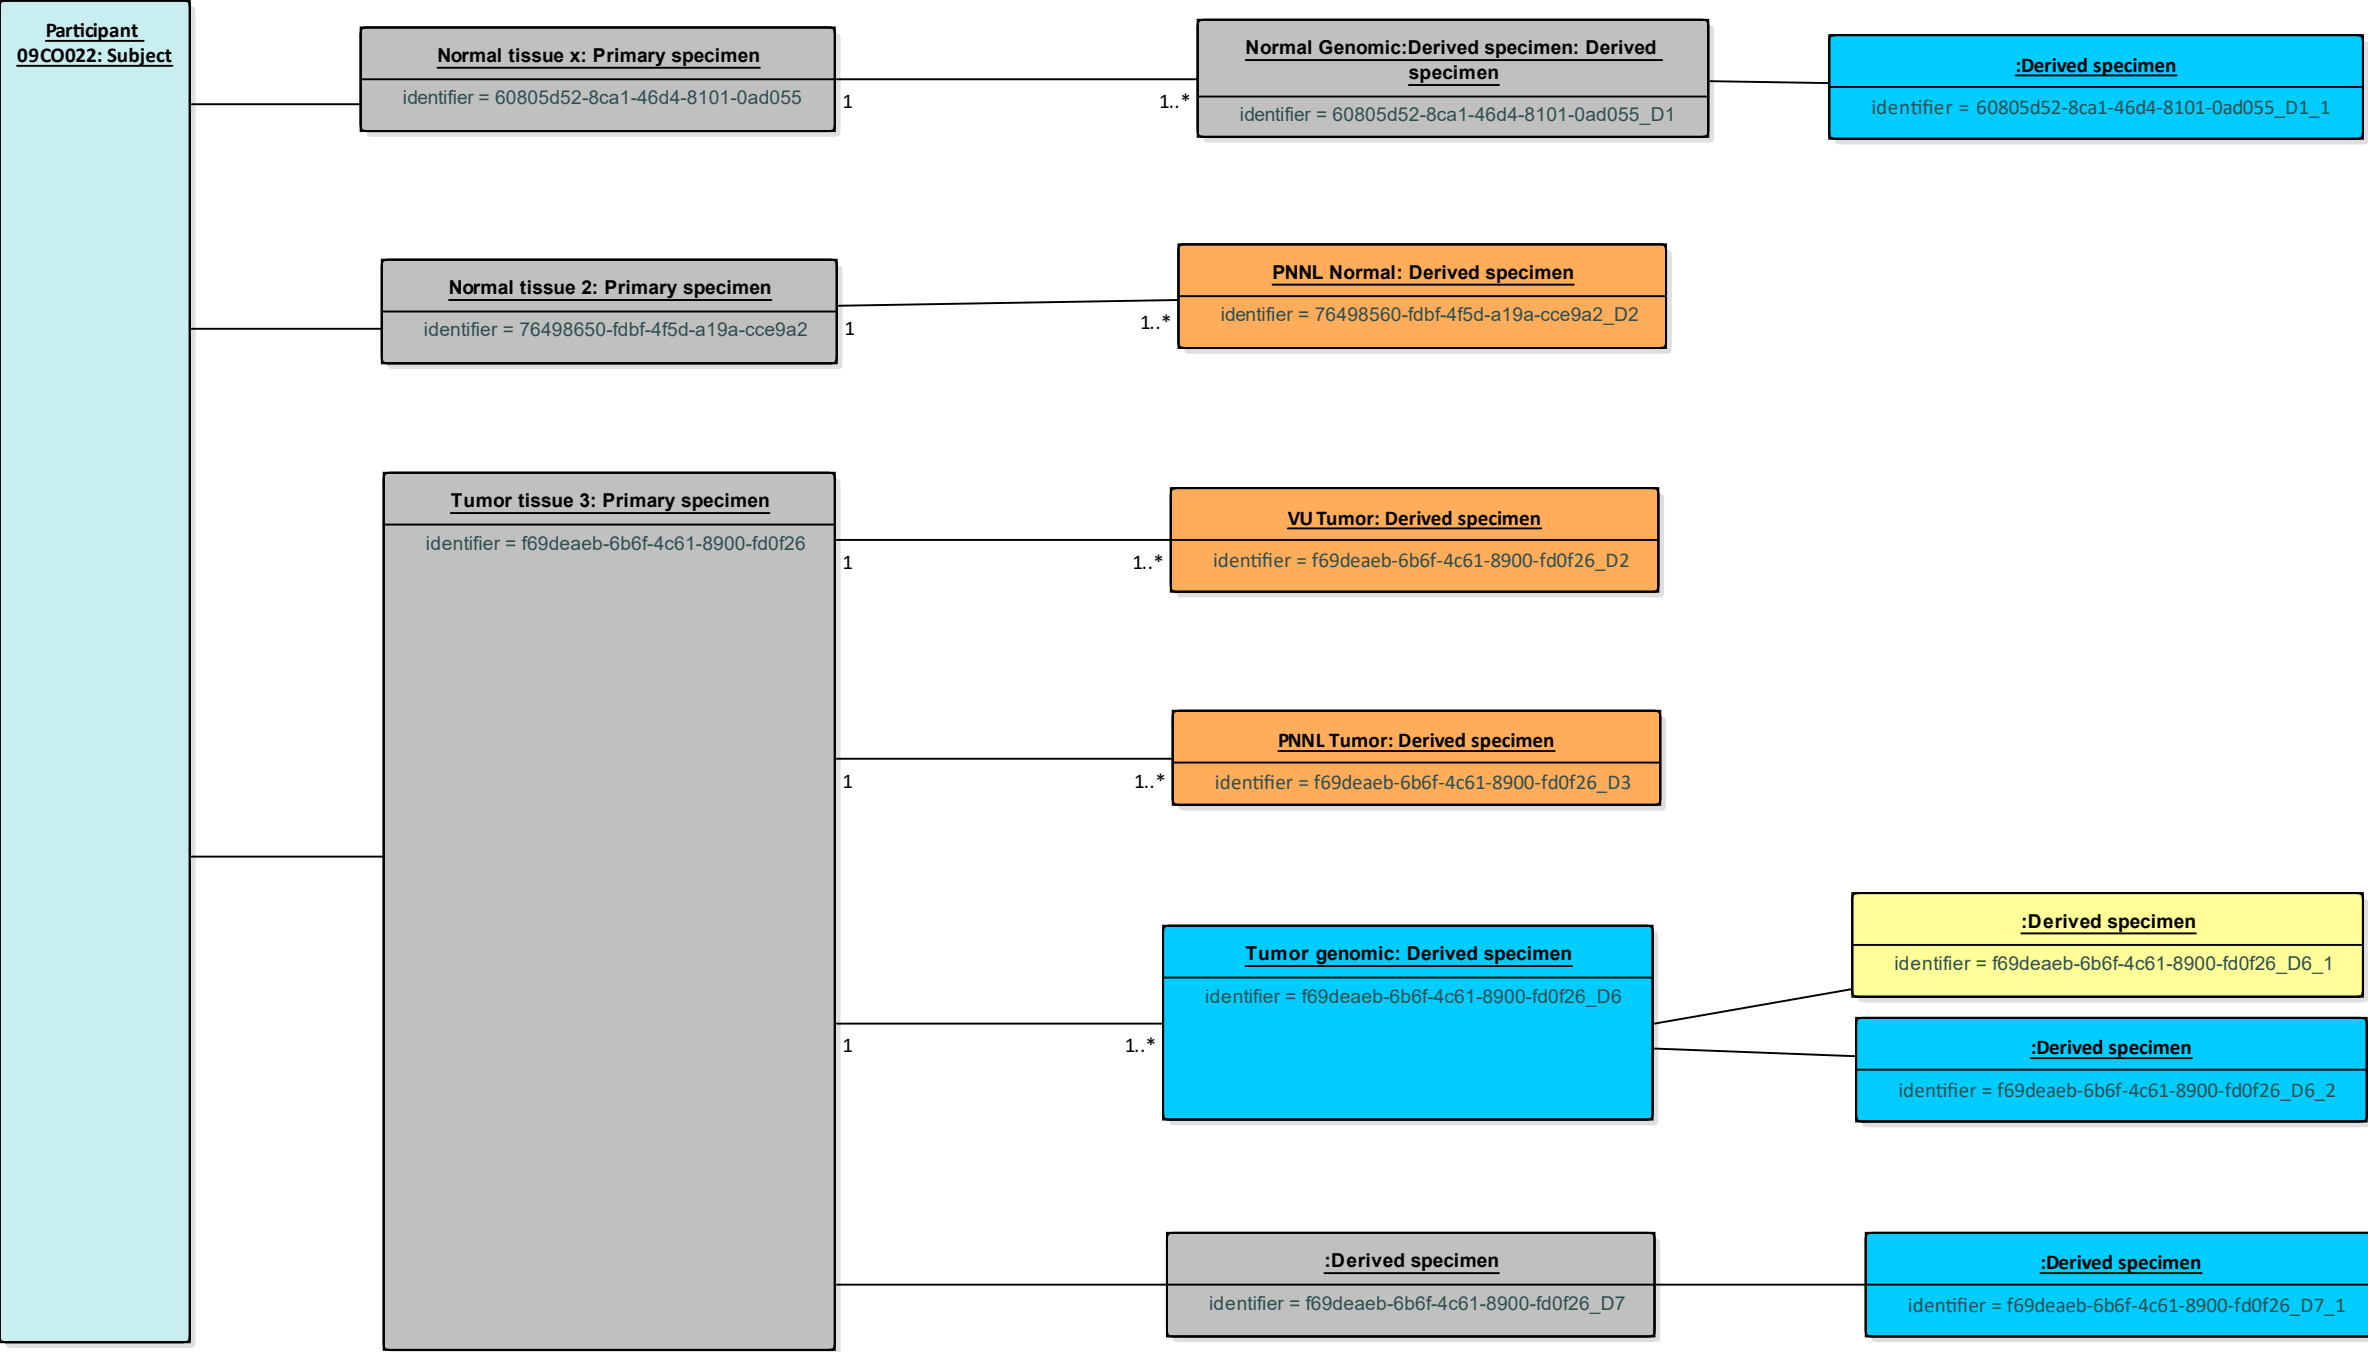 Participant
09CO022: Subject
Normal tissue x: Primary specimen
identifier = 60805d52-8ca1-46d4-8101-0ad055
1
1..*
Normal Genomic:Derived specimen: Derived
specimen
identifier = 60805d52-8ca1-46d4-8101-0ad055_D1
:Derived specimen
identifier = 60805d52-8ca1-46d4-8101-0ad055_D1_1
Normal tissue 2: Primary specimen
identifier = 76498650-fdbf-4f5d-a19a-cce9a2
1
1..*
PNNL Normal: Derived specimen
identifier = 76498560-fdbf-4f5d-a19a-cce9a2_D2
Tumor tissue 3: Primary specimen
identifier = f69deaeb-6b6f-4c61-8900-fd0f26
1
1..*
VU Tumor: Derived specimen
identifier = f69deaeb-6b6f-4c61-8900-fd0f26_D2
1
1..*
PNNL Tumor: Derived specimen
identifier = f69deaeb-6b6f-4c61-8900-fd0f26_D3
1
1..*
Tumor genomic: Derived specimen
identifier = f69deaeb-6b6f-4c61-8900-fd0f26_D6
:Derived specimen
identifier = f69deaeb-6b6f-4c61-8900-fd0f26_D6_1
:Derived specimen
identifier = f69deaeb-6b6f-4c61-8900-fd0f26_D6_2
:Derived specimen
identifier = f69deaeb-6b6f-4c61-8900-fd0f26_D7
:Derived specimen
identifier = f69deaeb-6b6f-4c61-8900-fd0f26_D7_1